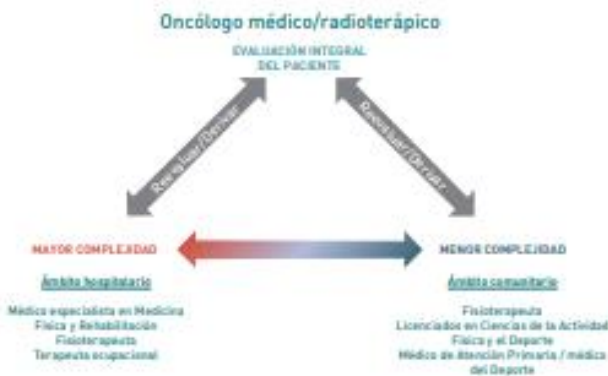 Oncólogo médico/radioterápico
EVALUACIÓN INTEGRAL
DEL PACIENTE
Reevaluar/Derivar
Reevaluar/Derivar
MAYOR COMPLEJIDAD
MENOR COMPLEJIDAD
Ámbito hospitalario
Médico especialista en Medicina
Física y Rehabilitación
Fisioterapeuta
Terapeuta ocupacional
Ámbito comunitario
Fisioterapeuta
Licenciados en Ciencias de la Actividad
Física y el Deporte
Médico de Atención Primaria / médico
del Deporte